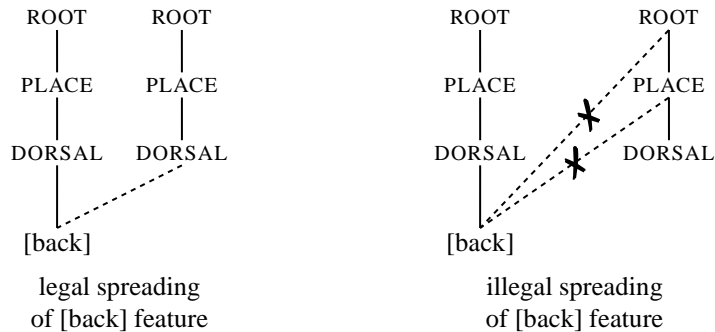 ROOT ROOT ROOT ROOT
PLACE PLACE PLACE PLACE
DORSAL DORSAL DORSAL DORSAL
[back] [back]
legal spreading
of [back] feature
illegal spreading
of [back] feature